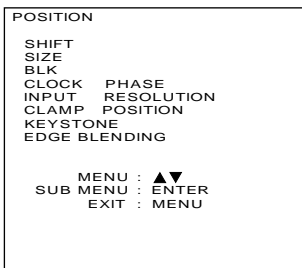 POSITION
SHIFT
SIZE
BLK
CLOCK PHASE
INPUT RESOLUTION
CLAMP POSITION
KEYSTONE
EDGE BLENDING
MENU : ▲▼
SUB MENU : ENTER
EXIT : MENU